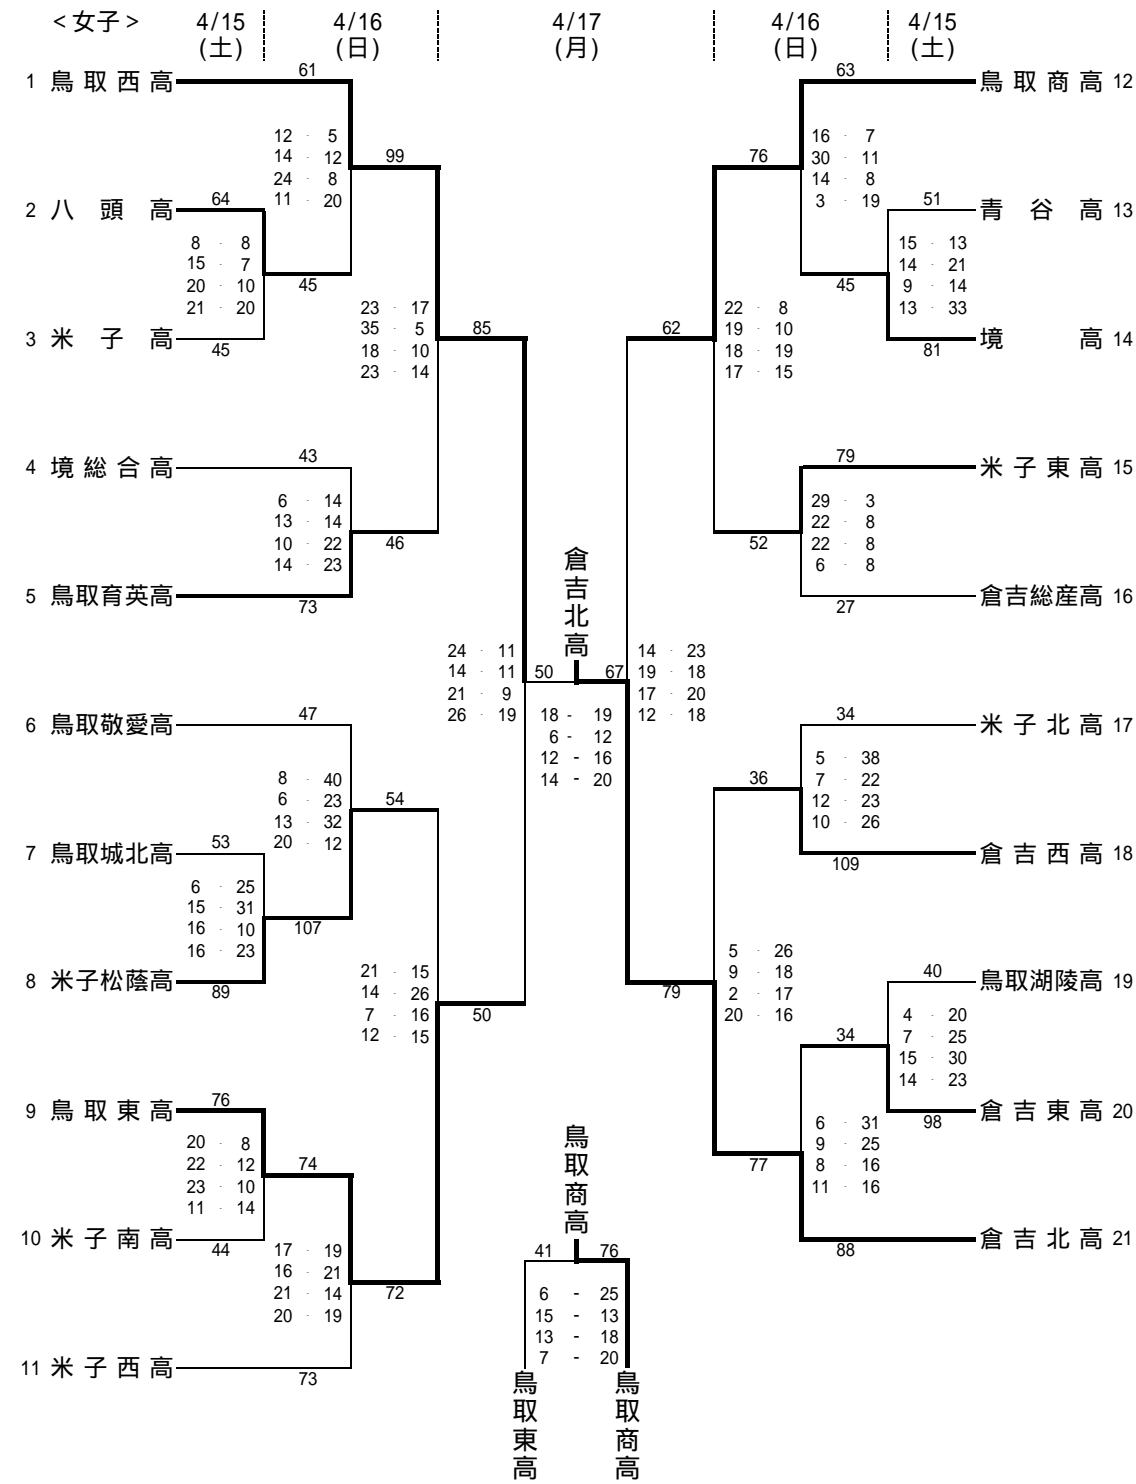 <女子>
4/15
(土)
4/16
(日)
4/17
(月)
4/16
(日)
4/15
(土)
1 鳥取西高
61
12 - 5
14 - 12
24 - 8
11 - 20
99
2 八頭高
64
8 - 8
15 - 7
20 - 10
21 - 20
45
3 米子高
45
23 - 17
35 - 5
18 - 10
23 - 14
85
4 境総合高
43
6 - 14
13 - 14
10 - 22
14 - 23
46
5 鳥取育英高
73
24 - 11
14 - 11
21 - 9
26 - 19
6 鳥取敬愛高
47
8 - 40
6 - 23
13 - 32
20 - 12
54
7 鳥取城北高
53
6 - 25
15 - 31
16 - 10
16 - 23
107
8 米子松蔭高
89
21 - 15
14 - 26
7 - 16
12 - 15
50
9 鳥取東高
76
20 - 8
22 - 12
23 - 10
11 - 14
74
10 米子南高
44
17 - 19
16 - 21
21 - 14
20 - 19
72
11 米子西高
73
倉吉北高
50
67
18 - 19
6 - 12
12 - 16
14 - 20
鳥取商高
41
76
6 - 25
15 - 13
13 - 18
7 - 20
鳥取東高
鳥取商高
63
鳥取商高 12
76
16 - 7
30 - 11
14 - 8
3 - 19
51
青谷高 13
15 - 13
14 - 21
9 - 14
13 - 33
45
境高 14
81
62
22 - 8
19 - 10
18 - 19
17 - 15
79
米子東高 15
29 - 3
22 - 8
22 - 8
6 - 8
52
倉吉総産高 16
27
14 - 23
19 - 18
17 - 20
12 - 18
34
米子北高 17
5 - 38
7 - 22
12 - 23
10 - 26
36
倉吉西高 18
109
5 - 26
9 - 18
2 - 17
20 - 16
79
40
鳥取湖陵高 19
4 - 20
7 - 25
15 - 30
14 - 23
34
倉吉東高 20
98
6 - 31
9 - 25
8 - 16
11 - 16
77
倉吉北高 21
88